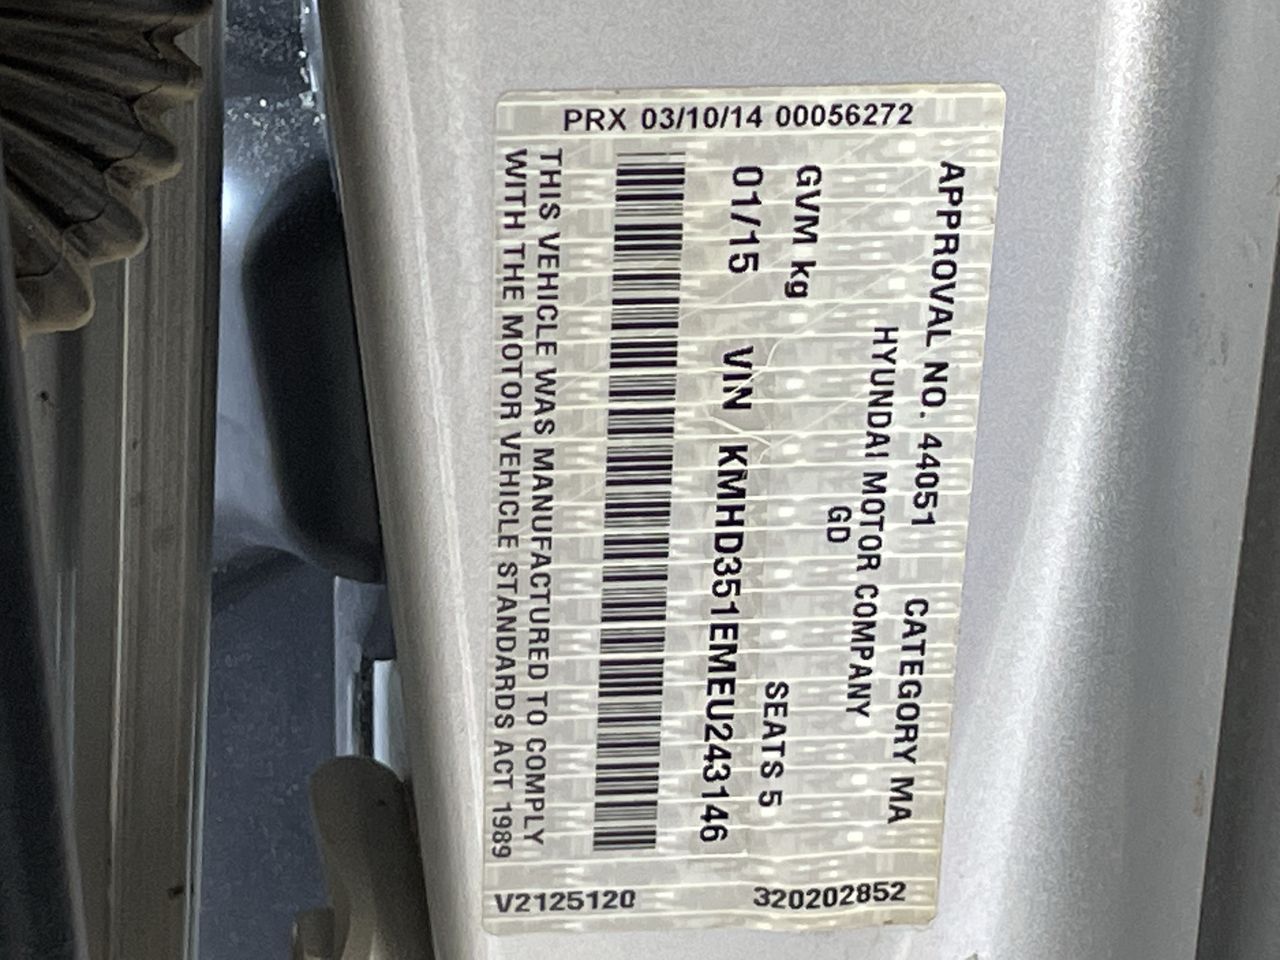 PRX 03/10/14 00056272
APPROVAL NO. 44051 CATEGORY MA
HYUNDAI MOTOR COMPANY
GD
GVM kg SEATS 5
01/15 VIN KMHD351EMEU243146
THIS VEHICLE WAS MANUFACTURED TO COMPLY
WITH THE MOTOR VEHICLE STANDARDS ACT 1989
V2125120 320202852